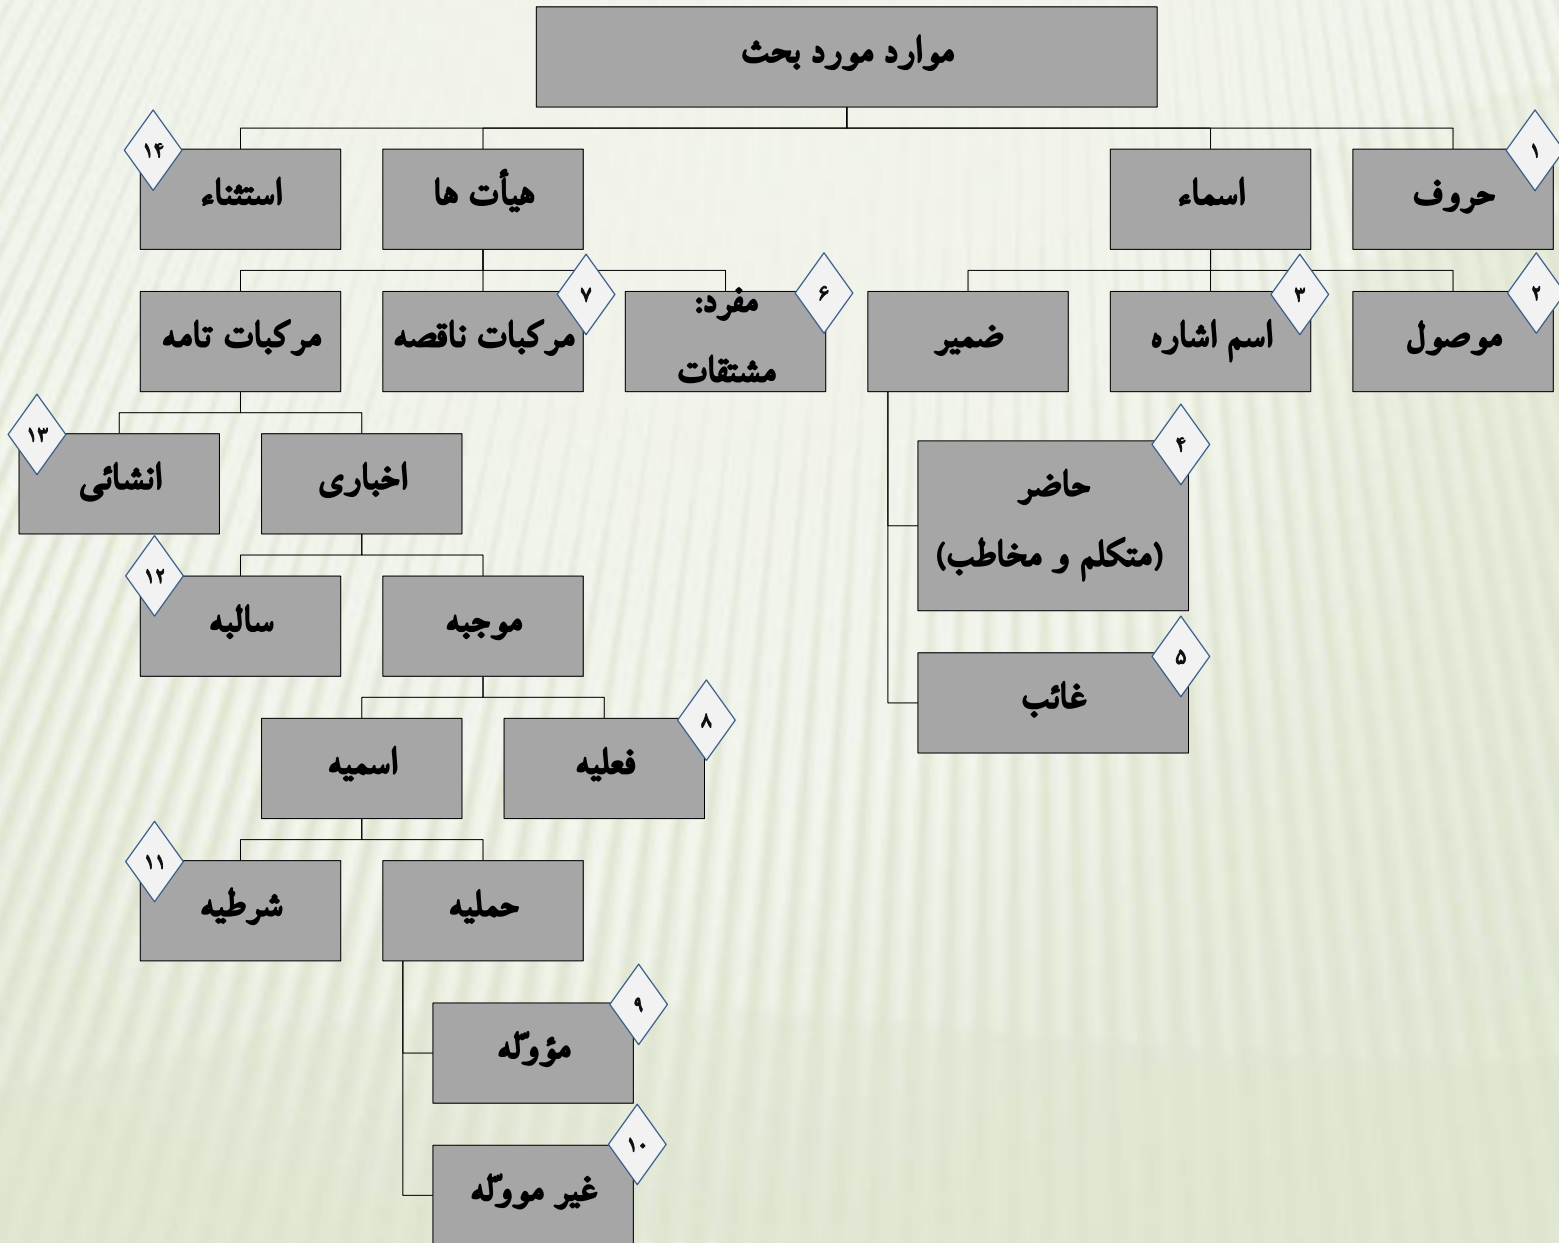 موارد مورد بحث
۱
حروف
اسماء
هیأت ها
۱۴
استثناء
۲
موصول
۳
اسم اشاره
ضمیر
۶
مفرد:
مشتقات
۷
مرکبات ناقصه
مرکبات تامه
۴
حاضر
(متکلم و مخاطب)
۵
غائب
اخباری
۱۳
انشائی
موجبه
۱۲
سالبه
۸
فعلیه
اسمیه
حملیه
۱۱
شرطیه
۹
مؤوّله
۱۰
غیر مووّله